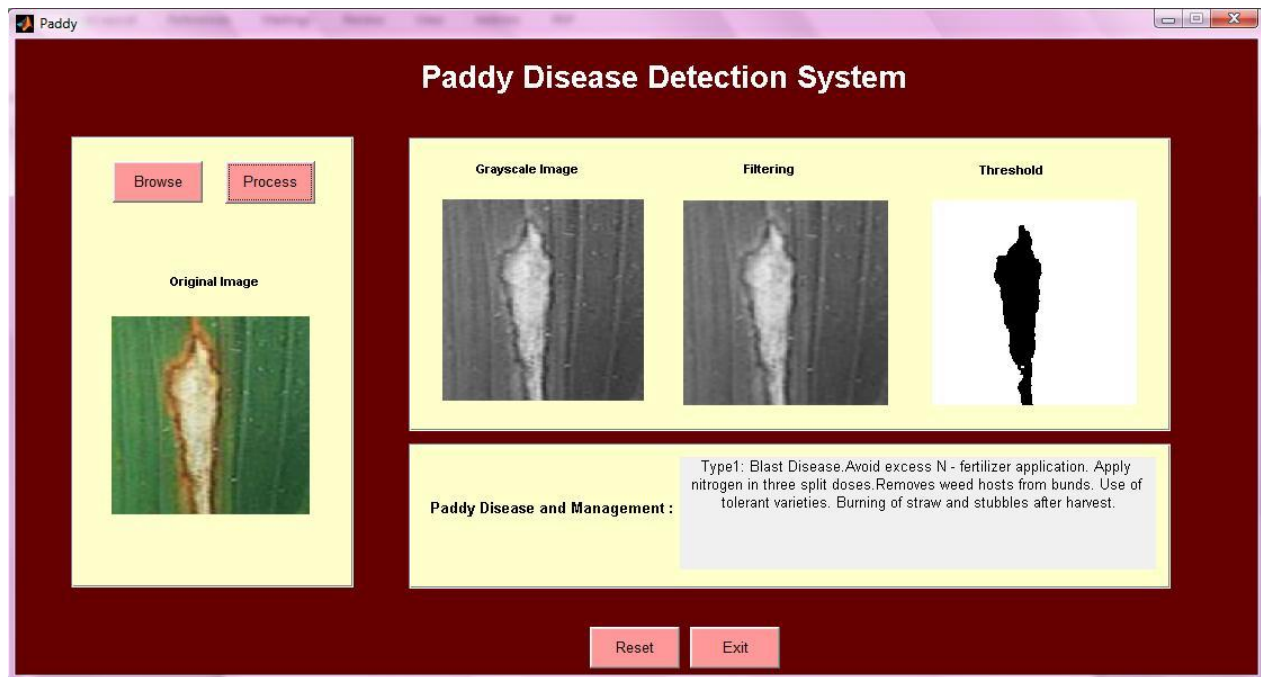 Paddy
Paddy Disease Detection System
Browse
Process
Original Image
Grayscale Image
Filtering
Threshold
Paddy Disease and Management :
Type1: Blast Disease.Avoid excess N - fertilizer application. Apply
nitrogen in three split doses.Removes weed hosts from bunds. Use of
tolerant varieties. Burning of straw and stubbles after harvest.
Reset
Exit